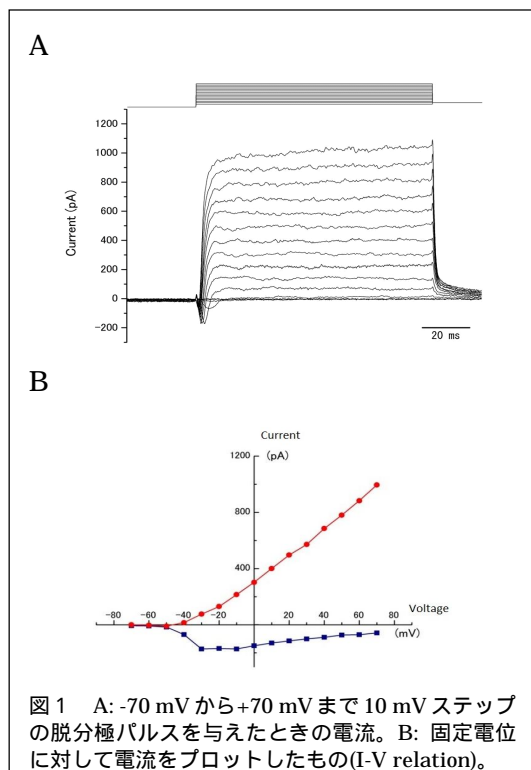 A
1200
1000
800
600
400
200
0
-200
Current (pA)
20 ms
B
Current
(pA)
1200
800
400
-80 -60 -40 -20 20 40 60 80
Voltage
(mV)
図1 A: -70 mV から+70 mV まで 10 mV ステップ
の脱分極パルスを与えたときの電流。B: 固定電位
に対して電流をプロットしたもの(I-V relation)。